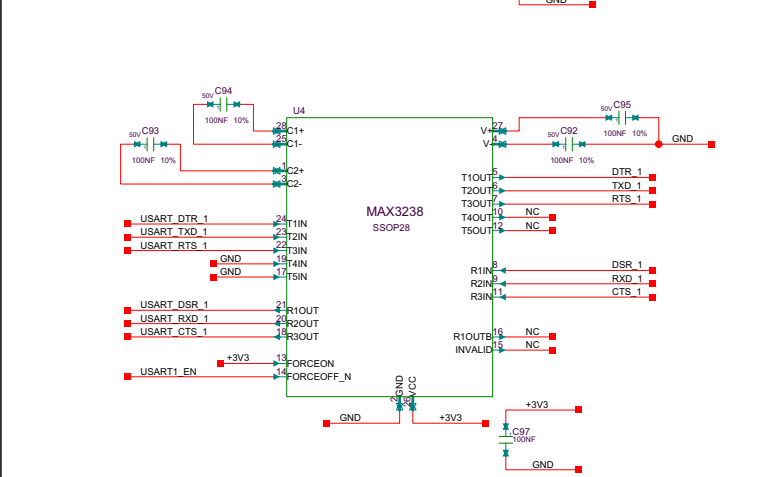 GND
50V C94
100NF 10%
50V C93
100NF 10%
U4
50V C95
100NF 10%
C92
50V
100NF 10%
GND
28 C1+
25 C1-
1 C2+
3 C2-
V+ 27
V- 4
MAX3238
SSOP28
T1OUT 5 DTR_1
T2OUT 6 TXD_1
T3OUT 7 RTS_1
T4OUT 10 NC
T5OUT 12 NC
USART_DTR_1 24 T1IN
USART_TXD_1 23 T2IN
USART_RTS_1 22 T3IN
GND 19 T4IN
GND 17 T5IN
R1IN 8 DSR_1
R2IN 9 RXD_1
R3IN 11 CTS_1
USART_DSR_1 21 R1OUT
USART_RXD_1 20 R2OUT
USART_CTS_1 18 R3OUT
R1OUTB 16 NC
INVALID 15 NC
+3V3 13 FORCEON
USART1_EN 14 FORCEOFF_N
GND
VCC
2
26
GND
+3V3
+3V3
C97
100NF
GND